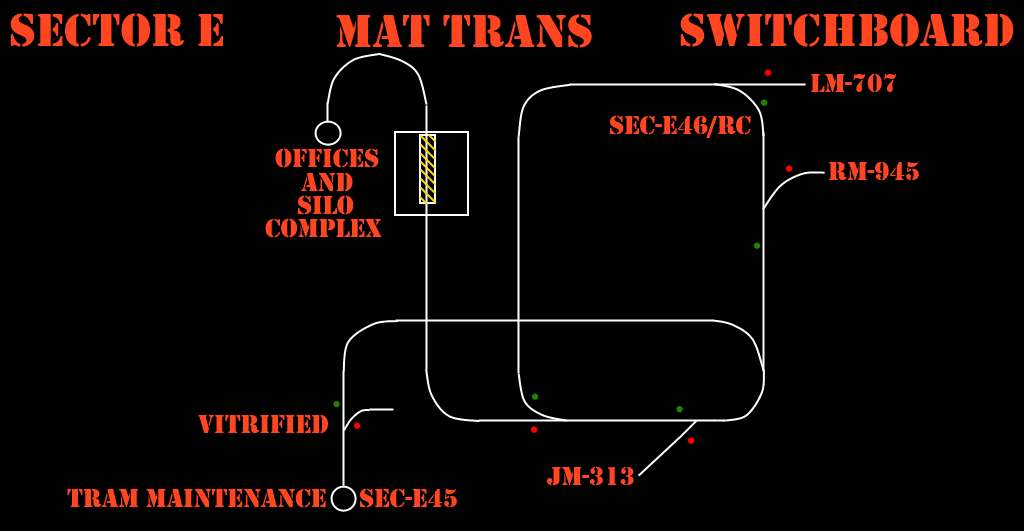 SECTOR E MAT TRANS SWITCHBOARD
LM-707
SEC-E46/RC
OFFICES
AND
SILO
COMPLEX
RM-945
VITRIFIED
JM-313
TRAM MAINTENANCE SEC-E45